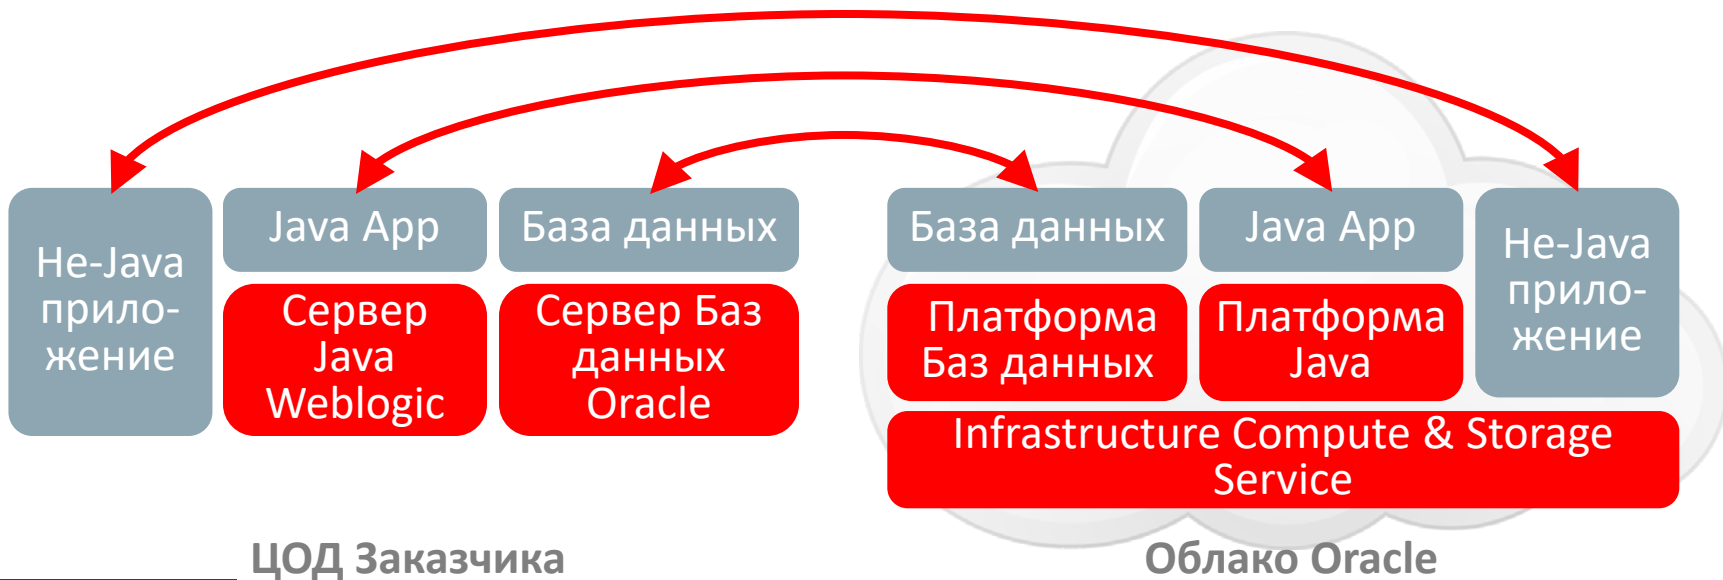 Не-Java
прило-
жение
Java App
Сервер
Java
Weblogic
База данных
Сервер Баз
данных
Oracle
База данных
Платформа
Баз данных
Java App
Платформа
Java
Не-Java
прило-
жение
Infrastructure Compute & Storage
Service
ЦОД Заказчика
Облако Oracle